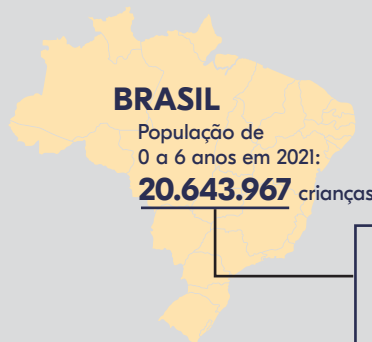 BRASIL
População de
0 a 6 anos em 2021:
20.643.967 crianças